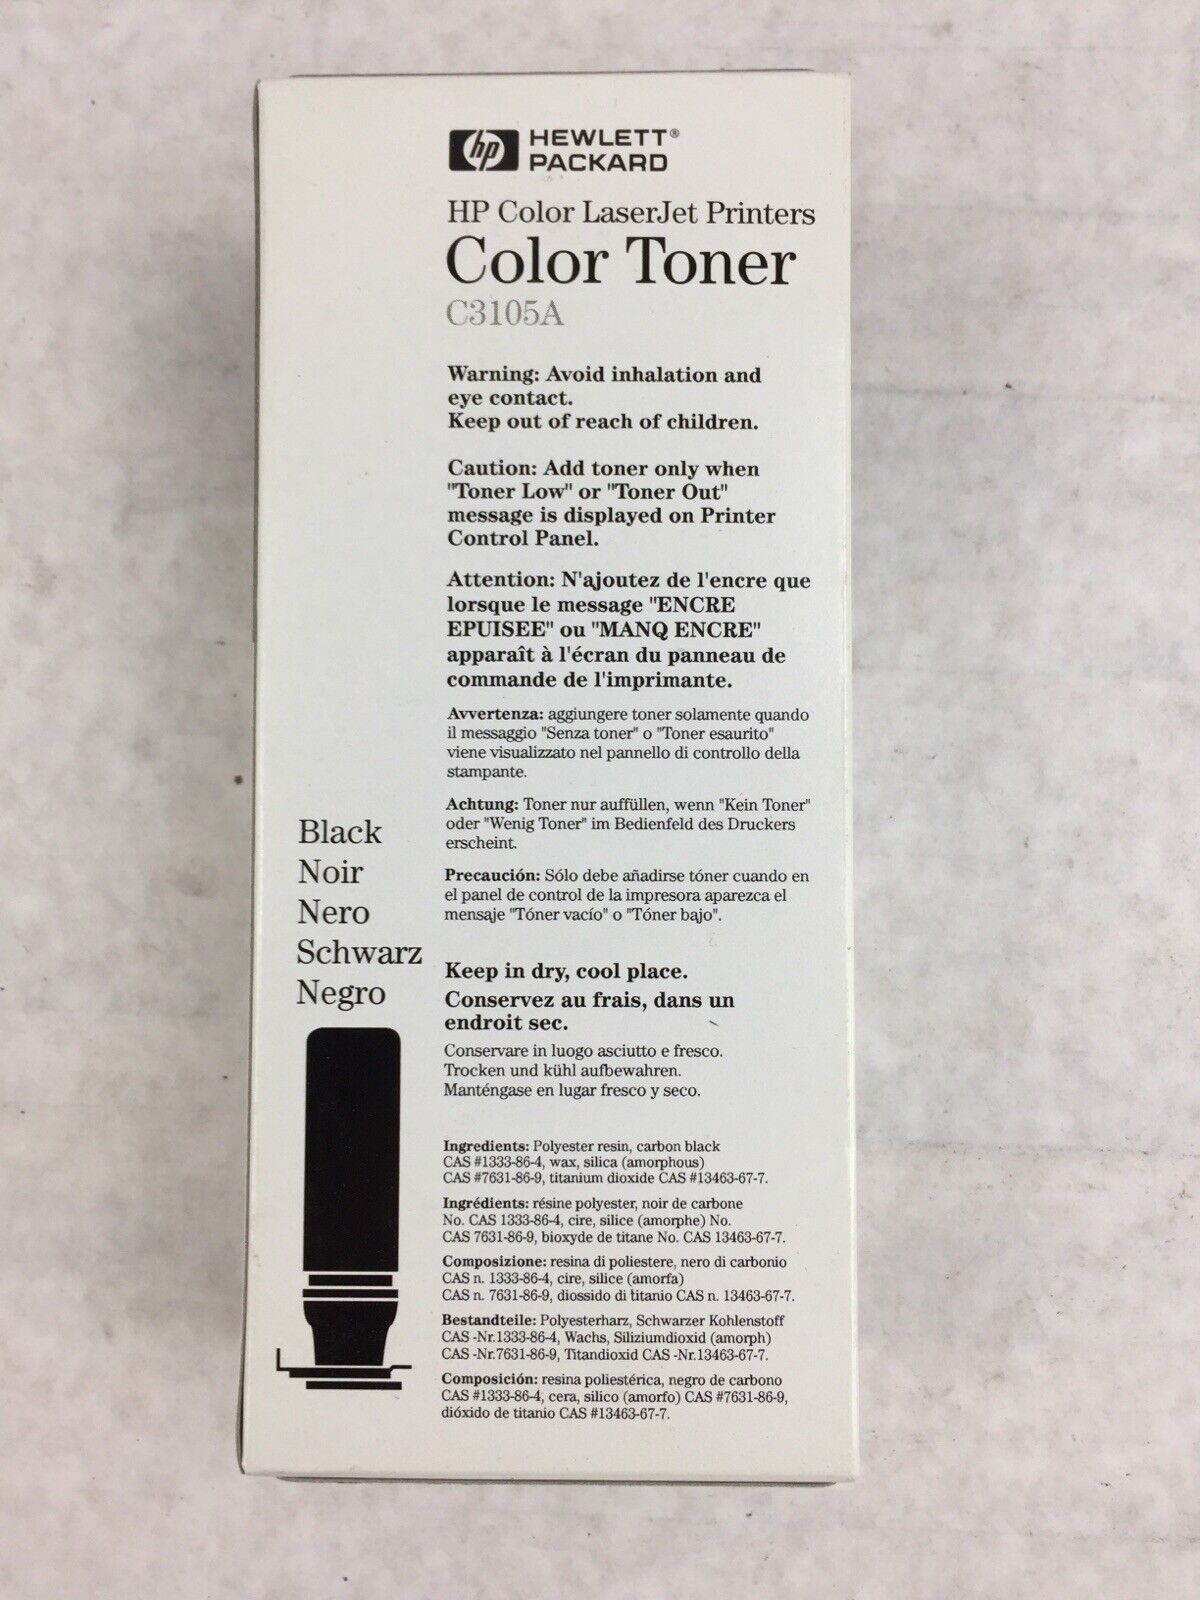 hp HEWLETT®
PACKARD
HP Color LaserJet Printers
Color Toner
C3105A
Warning: Avoid inhalation and
eye contact.
Keep out of reach of children.
Caution: Add toner only when
"Toner Low" or "Toner Out"
message is displayed on Printer
Control Panel.
Attention: N'ajoutez de l'encre que
lorsque le message "ENCRE
EPUISEE" ou "MANQ ENCRE"
apparaît à l'écran du panneau de
commande de l'imprimante.
Avvertenza: aggiungere toner solamente quando
il messaggio "Senza toner" o "Toner esaurito"
viene visualizzato nel pannello di controllo della
stampante.
Achtung: Toner nur auffüllen, wenn "Kein Toner"
oder "Wenig Toner" im Bedienfeld des Druckers
erscheint.
Precaución: Sólo debe añadirse tóner cuando en
el panel de control de la impresora aparezca el
mensaje "Tóner vacío" o "Tóner bajo".
Black
Noir
Nero
Schwarz
Negro
Keep in dry, cool place.
Conservez au frais, dans un
endroit sec.
Conservare in luogo asciutto e fresco.
Trocken und kühl aufbewahren.
Manténgase en lugar fresco y seco.
Ingredients: Polyester resin, carbon black
CAS #1333-86-4, wax, silica (amorphous)
CAS #7631-86-9, titanium dioxide CAS #13463-67-7.
Ingrédients: résine polyester, noir de carbone
No. CAS 1333-86-4, cire, silice (amorphe) No.
CAS 7631-86-9, bioxyde de titane No. CAS 13463-67-7.
Composizione: resina di poliestere, nero di carbonio
CAS n. 1333-86-4, cire, silice (amorfa)
CAS n. 7631-86-9, diossido di titanio CAS n. 13463-67-7.
Bestandteile: Polyesterharz, Schwarzer Kohlenstoff
CAS -Nr.1333-86-4, Wachs, Siliziumdioxid (amorph)
CAS -Nr.7631-86-9, Titandioxid CAS -Nr.13463-67-7.
Composición: resina poliestérica, negro de carbono
CAS #1333-86-4, cera, silico (amorfo) CAS #7631-86-9,
dióxido de titanio CAS #13463-67-7.